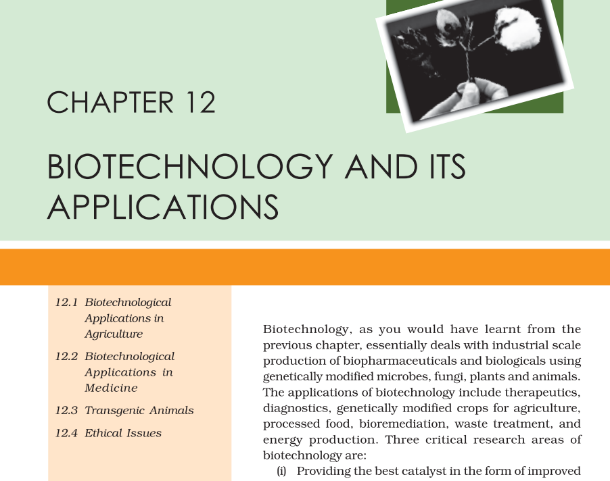 CHAPTER 12
BIOTECHNOLOGY AND ITS
APPLICATIONS
12.1 Biotechnological
Applications in
Agriculture
12.2 Biotechnological
Applications in
Medicine
12.3 Transgenic Animals
12.4 Ethical Issues
Biotechnology, as you would have learnt from the
previous chapter, essentially deals with industrial scale
production of biopharmaceuticals and biologicals using
genetically modified microbes, fungi, plants and animals.
The applications of biotechnology include therapeutics,
diagnostics, genetically modified crops for agriculture,
processed food, bioremediation, waste treatment, and
energy production. Three critical research areas of
biotechnology are:
(i) Providing the best catalyst in the form of improved